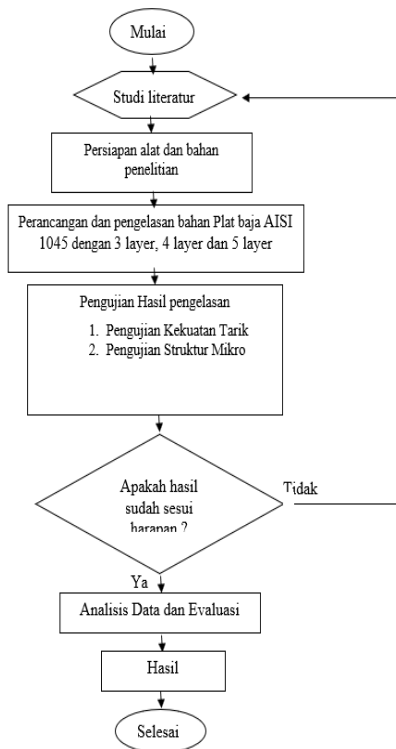 Mulai
Studi literatur
Persiapan alat dan bahan
penelitian
Perancangan dan pengelasan bahan Plat baja AISI
1045 dengan 3 layer, 4 layer dan 5 layer
Pengujian Hasil pengelasan
1. Pengujian Kekuatan Tarik
2. Pengujian Struktur Mikro
Apakah hasil
sudah sesui
harapan ?
Tidak
Ya
Analisis Data dan Evaluasi
Hasil
Selesai